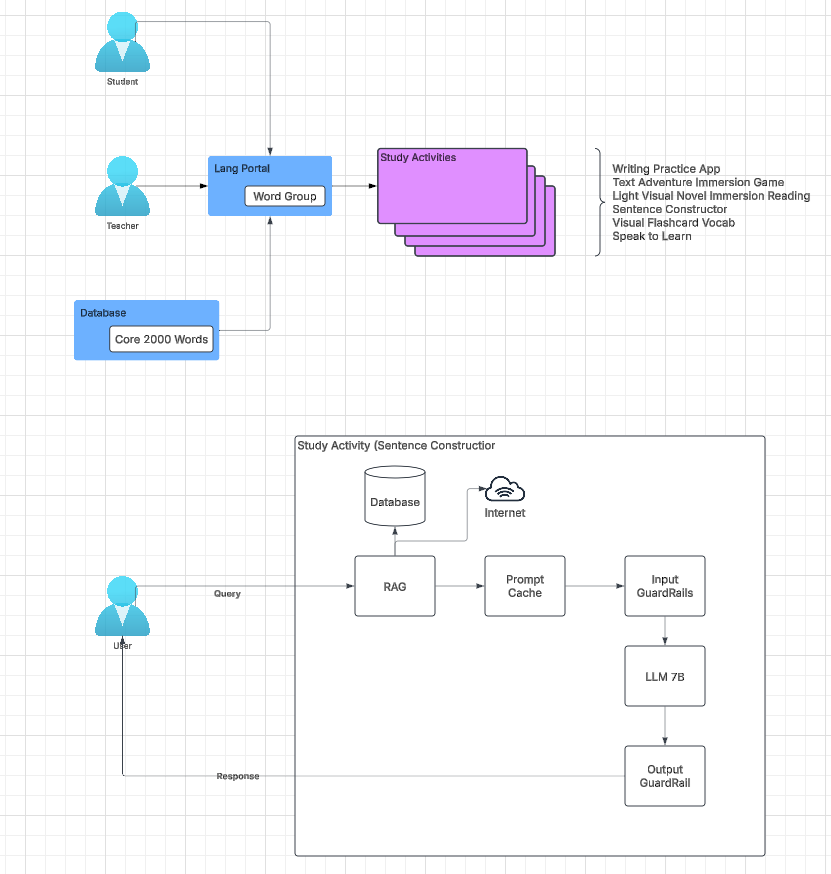 Student
Lang Portal
Word Group
Study Activities
Writing Practice App
Text Adventure Immersion Game
Light Visual Novel Immersion Reading
Sentence Constructor
Visual Flashcard Vocab
Speak to Learn
Tescher
Database
Core 2000 Words
Study Activity (Sentence Constructior
Database
Internet
RAG
Prompt
Cache
Input
GuardRails
Query
User
LLM 7B
Output
GuardRail
Response